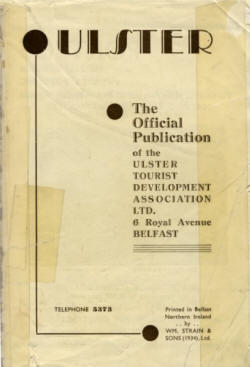 ULSTER
The
Official
Publication
of the
ULSTER
TOURIST
DEVELOPMENT
ASSOCIATION
LTD.
6 Royal Avenue
BELFAST
TELEPHONE 5373
Printed in Belfast
Northern Ireland
. . by . .
WM. STRAIN &
SONS (1934), Ltd.